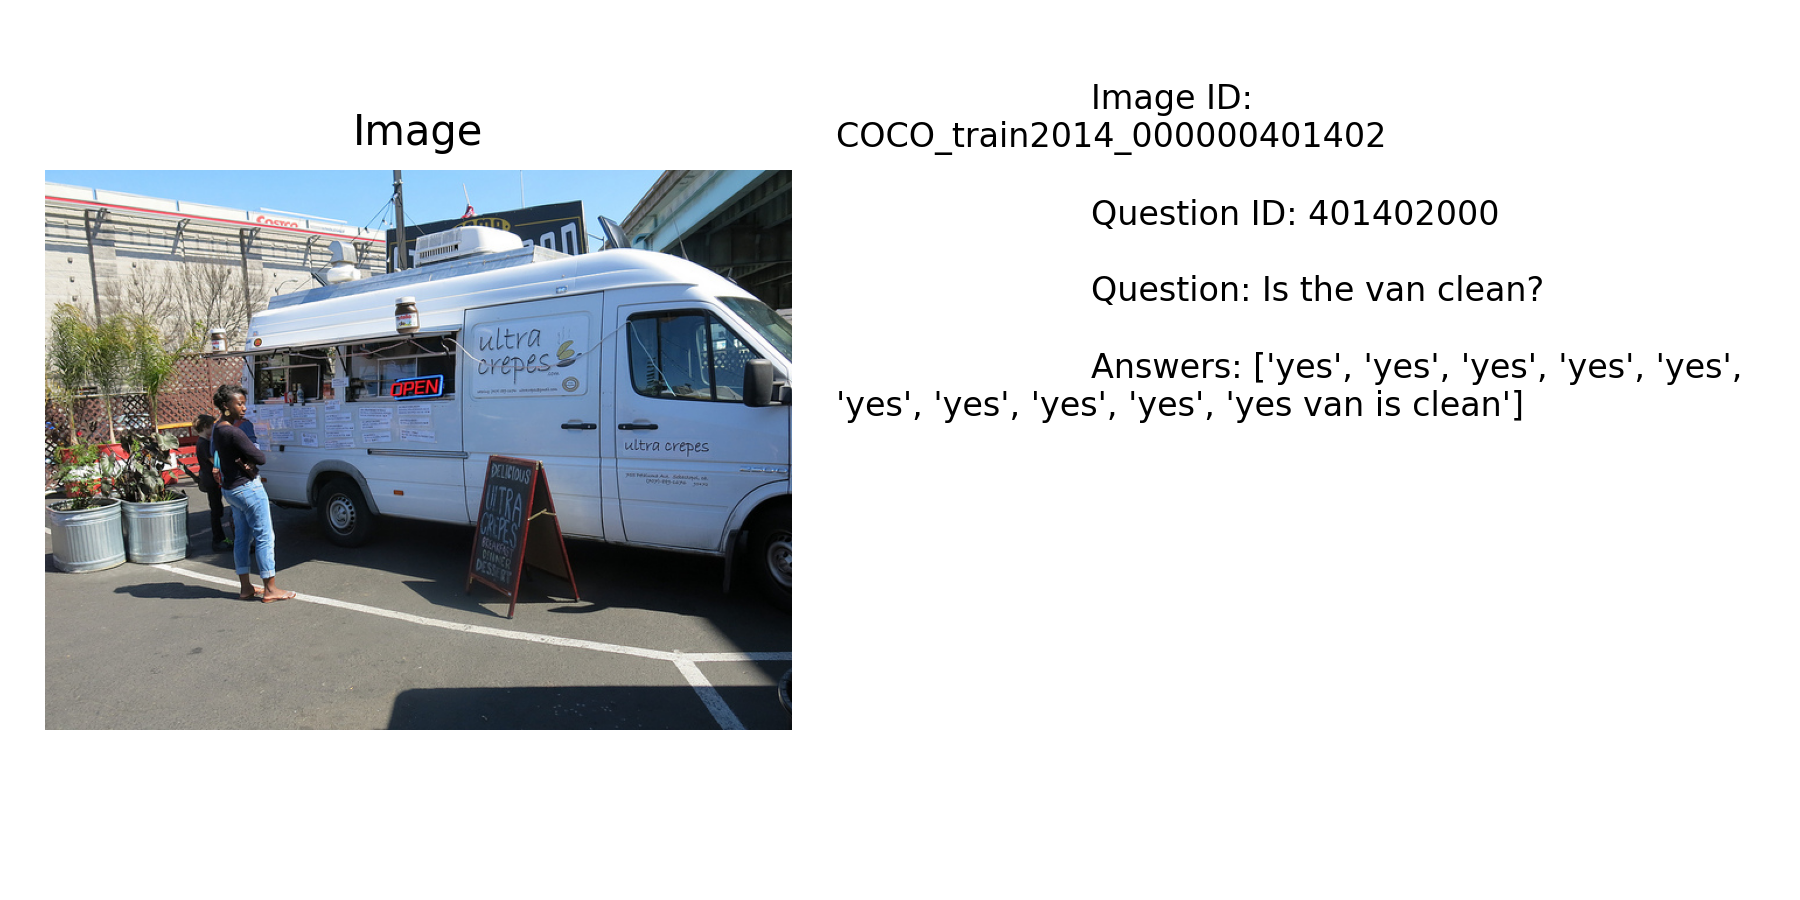 Image
Image ID:
COCO_train2014_000000401402
Question ID: 401402000
Question: Is the van clean?
Answers: ['yes', 'yes', 'yes', 'yes', 'yes',
'yes', 'yes', 'yes', 'yes', 'yes van is clean']
COSTCO
ultra
crepes
OPEN
ultra crepes
DELICIOUS
ULTRA
CREPES
BREAKFAST
DINNER
DESSERT